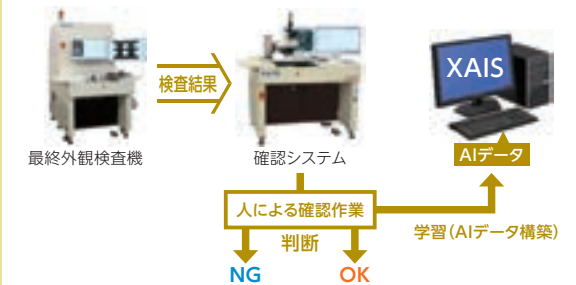 検査結果
XAIS
最終外観検査機
確認システム
AIデータ
人による確認作業
判断
学習（AIデータ構築）
NG
OK